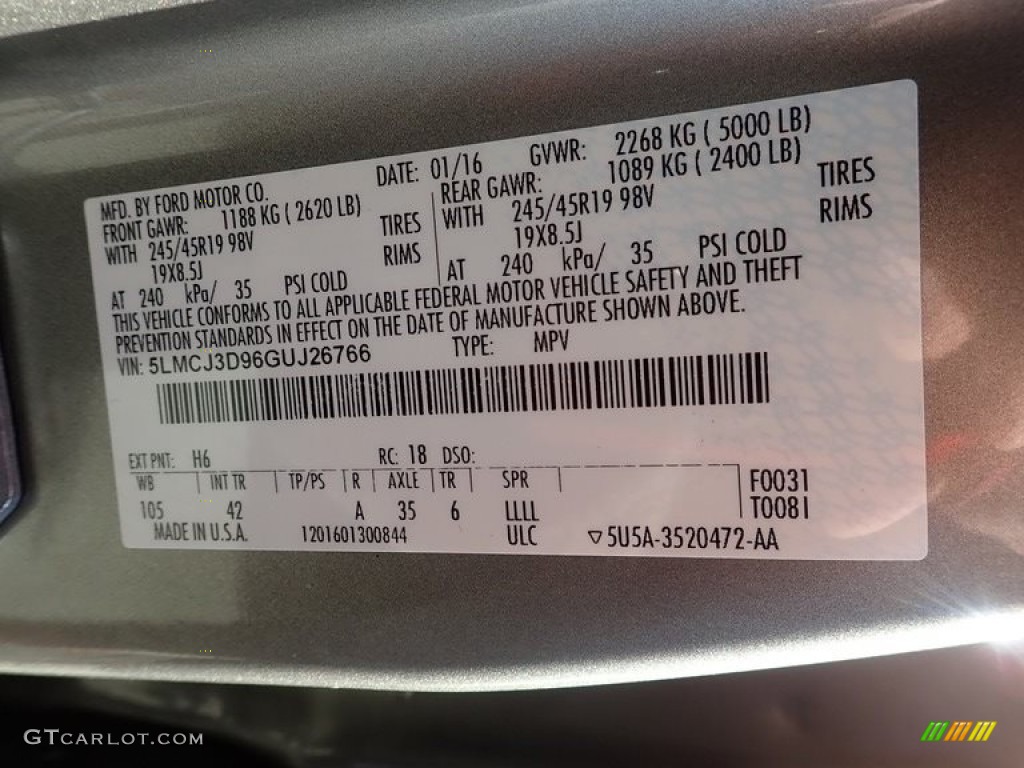 MFD. BY FORD MOTOR CO. DATE: 01/16 GVWR: 2268 KG ( 5000 LB)
FRONT GAWR: 1188 KG ( 2620 LB) REAR GAWR: 1089 KG ( 2400 LB)
WITH 245/45R19 98V TIRES WITH 245/45R19 98V TIRES
19X8.5J RIMS 19X8.5J RIMS
AT 240 kPa/ 35 PSI COLD AT 240 kPa/ 35 PSI COLD
THIS VEHICLE CONFORMS TO ALL APPLICABLE FEDERAL MOTOR VEHICLE SAFETY AND THEFT
PREVENTION STANDARDS IN EFFECT ON THE DATE OF MANUFACTURE SHOWN ABOVE.
VIN: 5LMCJ3D96GUJ26766 TYPE: MPV
EXT PNT: H6 RC: 18 DSO:
WB INT TR TP/PS R AXLE TR SPR F0031
105 42 A 35 6 LLLL T0081
MADE IN U.S.A. 1201601300844 ULC ▽5U5A-3520472-AA
GTCARLOT.COM